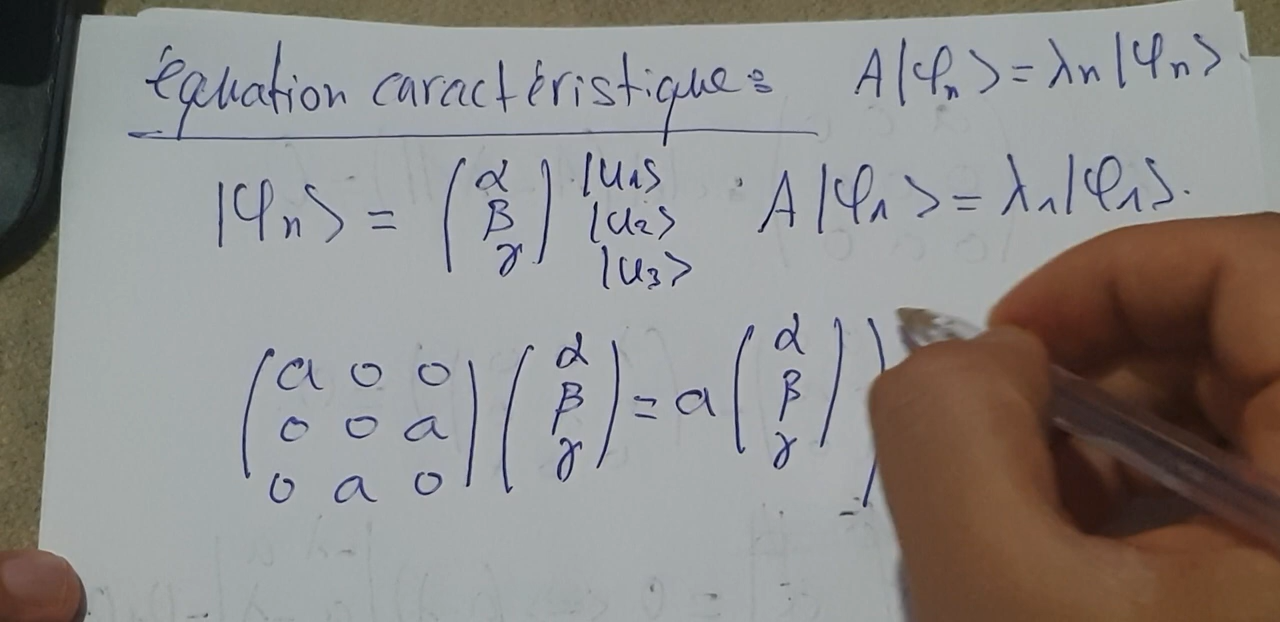 équation caractéristique : A|φn> = λn|φn>
|φn> = (α β γ) |u1> |u2> |u3> A|φ1> = λ1|φ1>.
(a 0 0 / 0 0 a / 0 a 0) (α β γ) = a (α β γ)